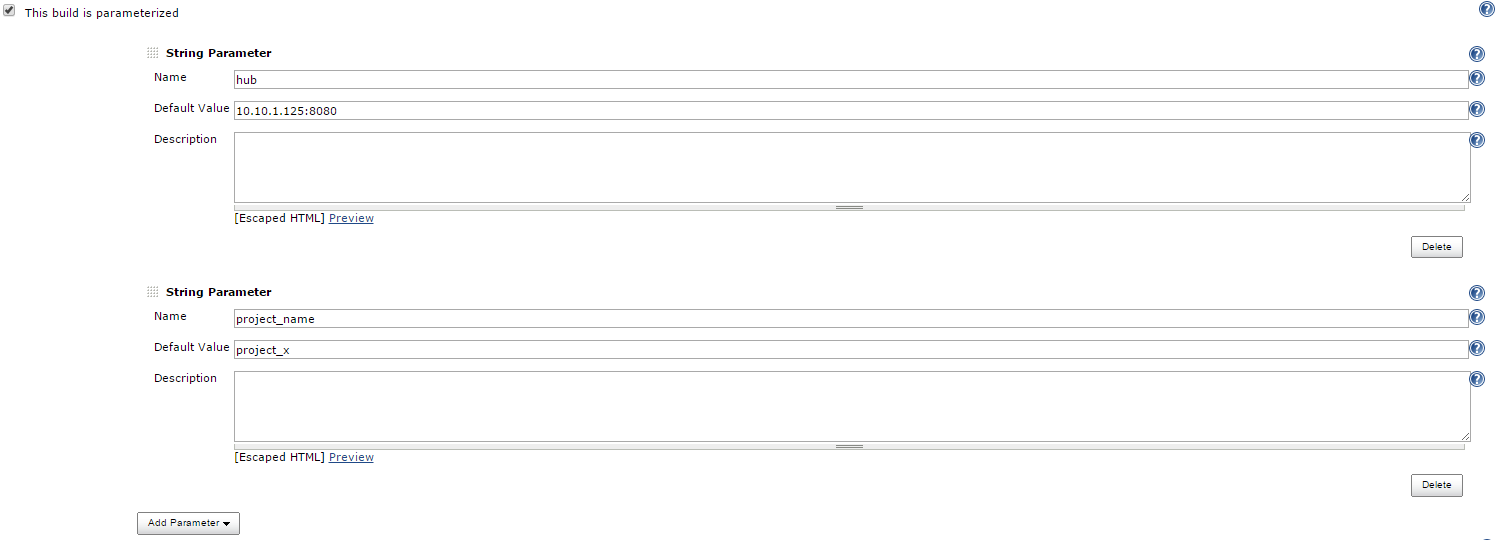 This build is parameterized
String Parameter
Name
hub
Default Value
10.10.1.125:8080
Description
[Escaped HTML] Preview
Delete
String Parameter
Name
project_name
Default Value
project_x
Description
[Escaped HTML] Preview
Delete
Add Parameter